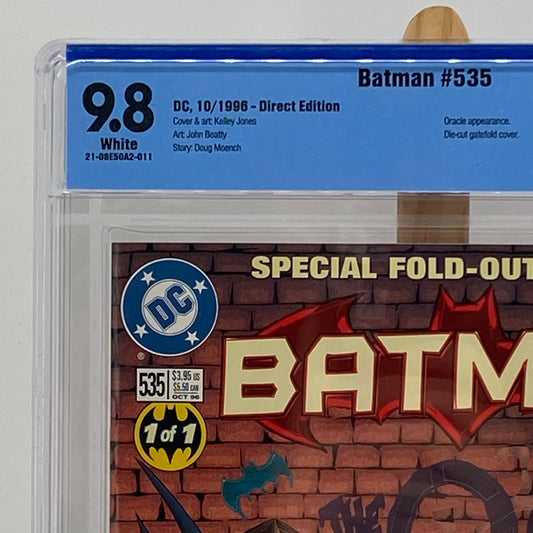 Batman #535
9.8
White
21-08E50A2-011
DC, 10/1996 - Direct Edition
Cover & art: Kelley Jones
Art: John Beatty
Story: Doug Moench
Oracle appearance.
Die-cut gatefold cover.
SPECIAL FOLD-OUT
DC
BATM
535
$3.95 US
$5.50 CAN
OCT 96
1 of 1
THE